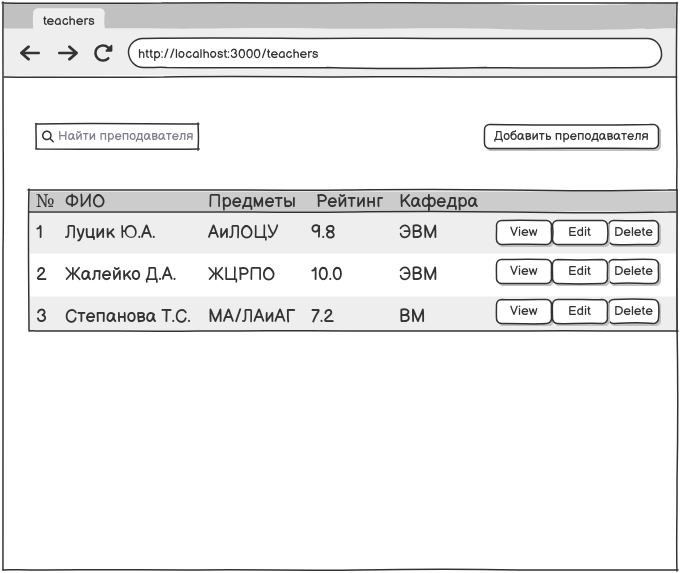 teachers
http://localhost:3000/teachers
Найти преподавателя
Добавить преподавателя
№ ФИО Предметы Рейтинг Кафедра
1 Луцик Ю.А. АиЛОЦУ 9.8 ЭВМ View Edit Delete
2 Жалейко Д.А. ЖЦРПО 10.0 ЭВМ View Edit Delete
3 Степанова Т.С. МА/ЛАиАГ 7.2 ВМ View Edit Delete